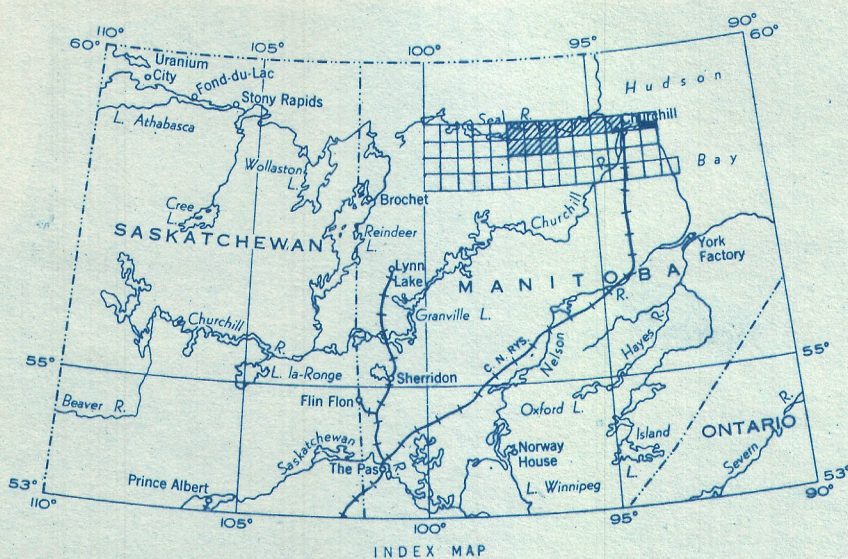 110°
60°
105°
100°
95°
90°
60°
Uranium
City
Fond-du-Lac
Stony Rapids
L. Athabasca
Hudson
Seal R.
Churchill
Bay
Wollaston
L.
R.
Brochet
Cree
L.
Churchill
SASKATCHEWAN
Reindeer
L.
York
Factory
Lynn
Lake
MANITOBA
R.
Granville L.
Churchill
R.
C. N. RYS.
Nelson
Hayes R.
55°
L. la-Ronge
Sherridon
55°
Beaver R.
Flin Flon
Oxford L.
R.
Island
L.
ONTARIO
Saskatchewan
R.
The Pas
Norway
House
Severn
Prince Albert
L. Winnipeg
53°
110°
105°
100°
95°
53°
90°
INDEX MAP